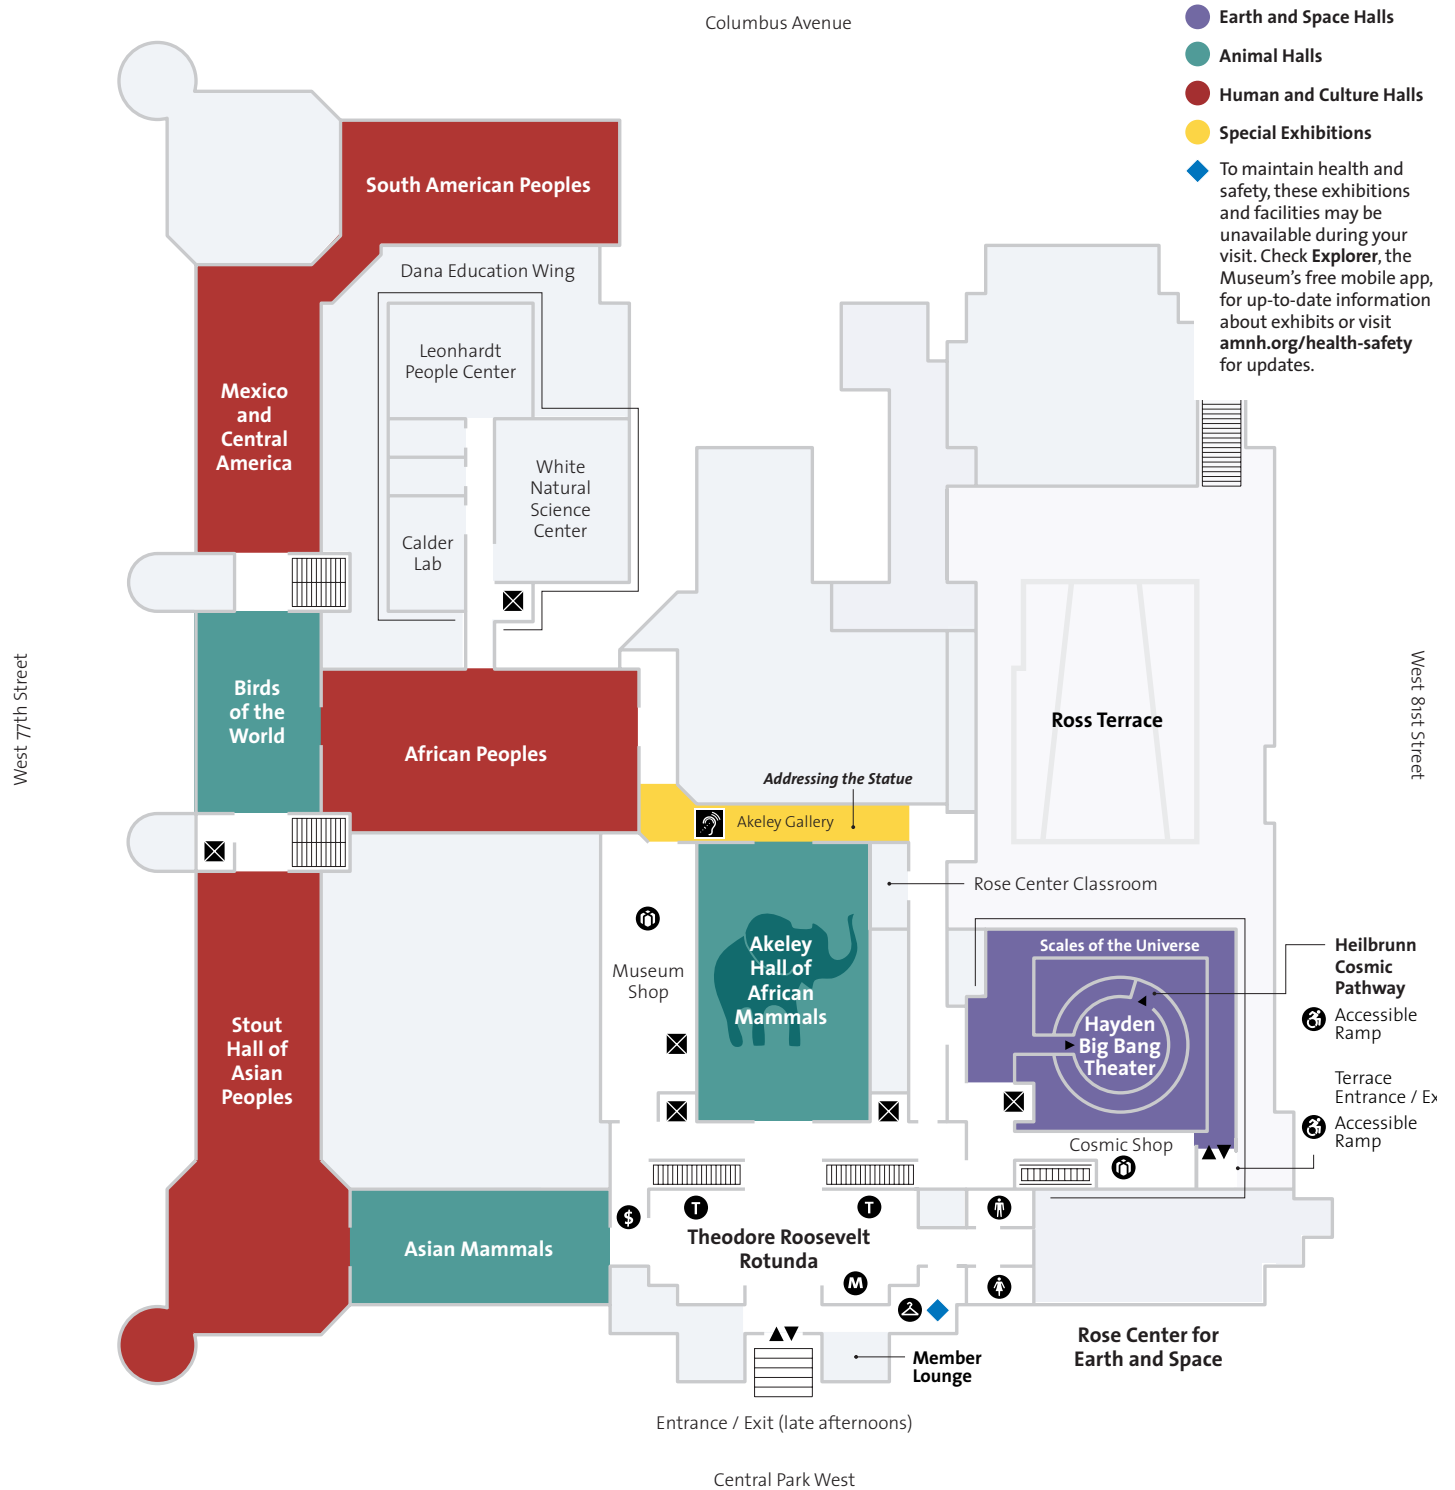 Columbus Avenue
Earth and Space Halls
Animal Halls
Human and Culture Halls
Special Exhibitions
To maintain health and
safety, these exhibitions
and facilities may be
unavailable during your
visit. Check Explorer, the
Museum's free mobile app,
for up-to-date information
about exhibits or visit
amnh.org/health-safety
for updates.
South American Peoples
Dana Education Wing
Leonhardt
People Center
Mexico
and
Central
America
White
Natural
Science
Center
Calder
Lab
West 77th Street
West 81st Street
Birds
of the
World
African Peoples
Ross Terrace
Addressing the Statue
Akeley Gallery
Rose Center Classroom
Akeley
Hall of
African
Mammals
Museum
Shop
Scales of the Universe
Heilbrunn
Cosmic
Pathway
Accessible
Ramp
Hayden
Big Bang
Theater
Stout
Hall of
Asian
Peoples
Terrace
Entrance / Ex
Accessible
Ramp
Cosmic Shop
$
T
T
Theodore Roosevelt
Rotunda
Asian Mammals
M
Rose Center for
Earth and Space
Member
Lounge
Entrance / Exit (late afternoons)
Central Park West